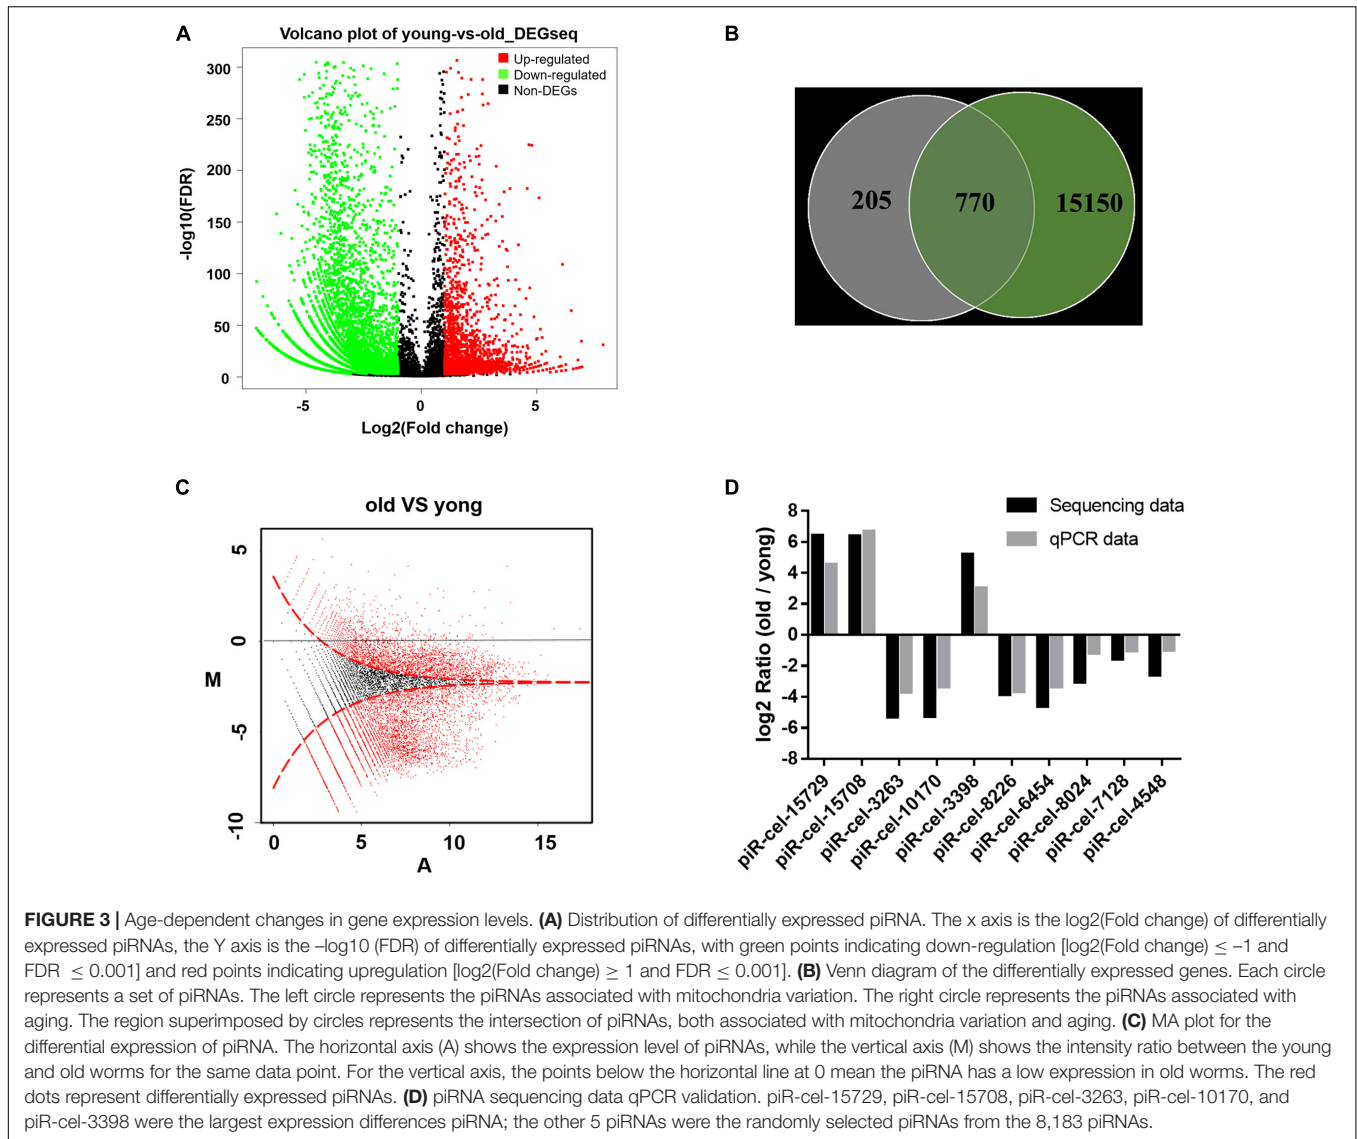 A
Volcano plot of young-vs-old_DEGseq
Up-regulated
Down-regulated
Non-DEGs
-log10(FDR)
300
250
200
150
100
50
0
-5
0
5
Log2(Fold change)
B
205
770
15150
C
old VS yong
M
5
0
-5
-10
0
5
10
15
A
D
Sequencing data
qPCR data
log2 Ratio (old / yong)
8
6
4
2
0
-2
-4
-6
-8
piR-cel-15729
piR-cel-15708
piR-cel-3263
piR-cel-10170
piR-cel-3398
piR-cel-8226
piR-cel-6454
piR-cel-8024
piR-cel-7128
piR-cel-4548
FIGURE 3 | Age-dependent changes in gene expression levels. (A) Distribution of differentially expressed piRNA. The x axis is the log2(Fold change) of differentially
expressed piRNAs, the Y axis is the –log10 (FDR) of differentially expressed piRNAs, with green points indicating down-regulation [log2(Fold change) ≤ –1 and
FDR ≤ 0.001] and red points indicating upregulation [log2(Fold change) ≥ 1 and FDR ≤ 0.001]. (B) Venn diagram of the differentially expressed genes. Each circle
represents a set of piRNAs. The left circle represents the piRNAs associated with mitochondria variation. The right circle represents the piRNAs associated with
aging. The region superimposed by circles represents the intersection of piRNAs, both associated with mitochondria variation and aging. (C) MA plot for the
differential expression of piRNA. The horizontal axis (A) shows the expression level of piRNAs, while the vertical axis (M) shows the intensity ratio between the young
and old worms for the same data point. For the vertical axis, the points below the horizontal line at 0 mean the piRNA has a low expression in old worms. The red
dots represent differentially expressed piRNAs. (D) piRNA sequencing data qPCR validation. piR-cel-15729, piR-cel-15708, piR-cel-3263, piR-cel-10170, and
piR-cel-3398 were the largest expression differences piRNA; the other 5 piRNAs were the randomly selected piRNAs from the 8,183 piRNAs.